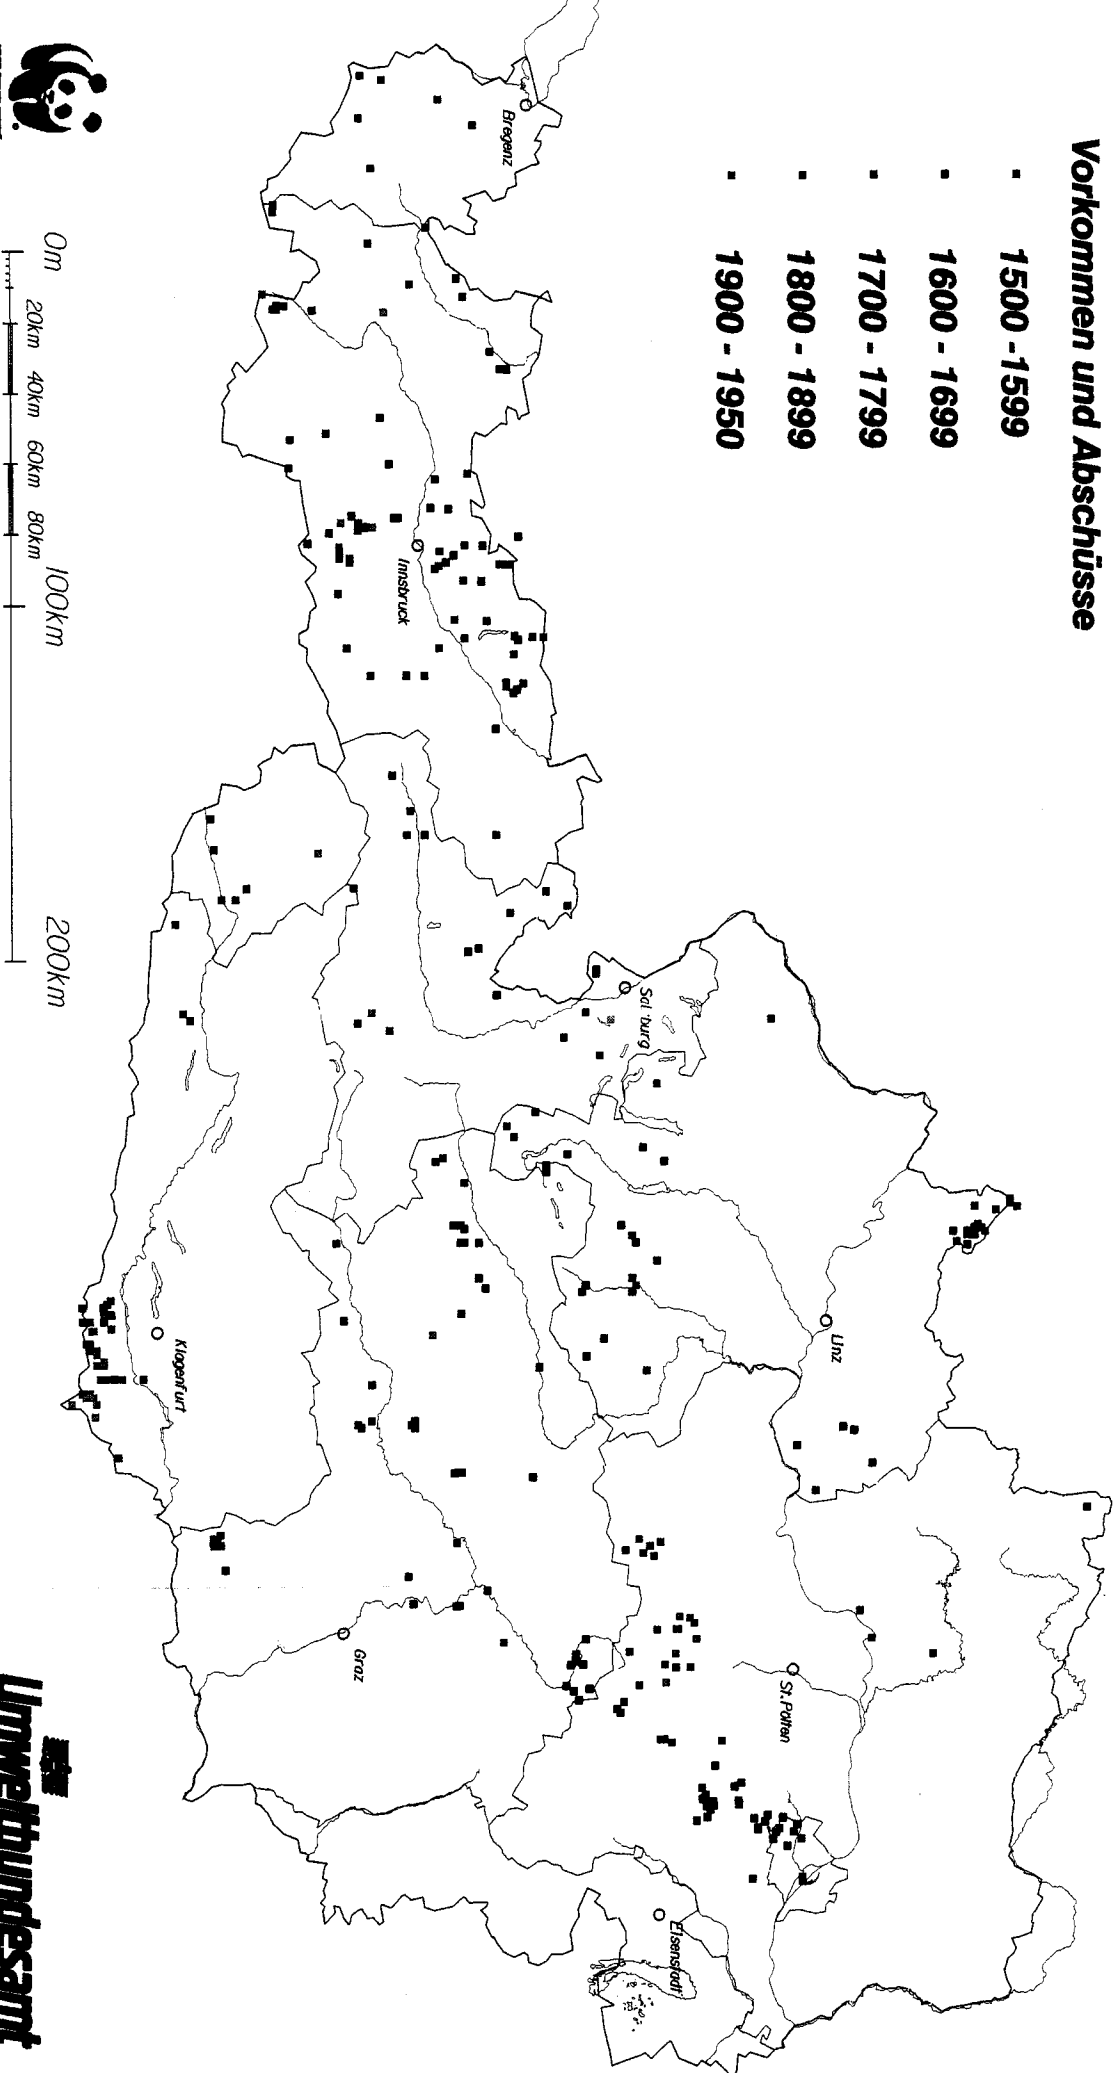 Vorkommen und Abschüsse
1500 - 1599
1600 - 1699
1700 - 1799
1800 - 1899
1900 - 1950
Bregenz
Innsbruck
Salzburg
Linz
St.Pölten
Eisenstadt
Graz
Klagenfurt
0m
20km
40km
60km
80km
100km
200km
Umweltbundesamt